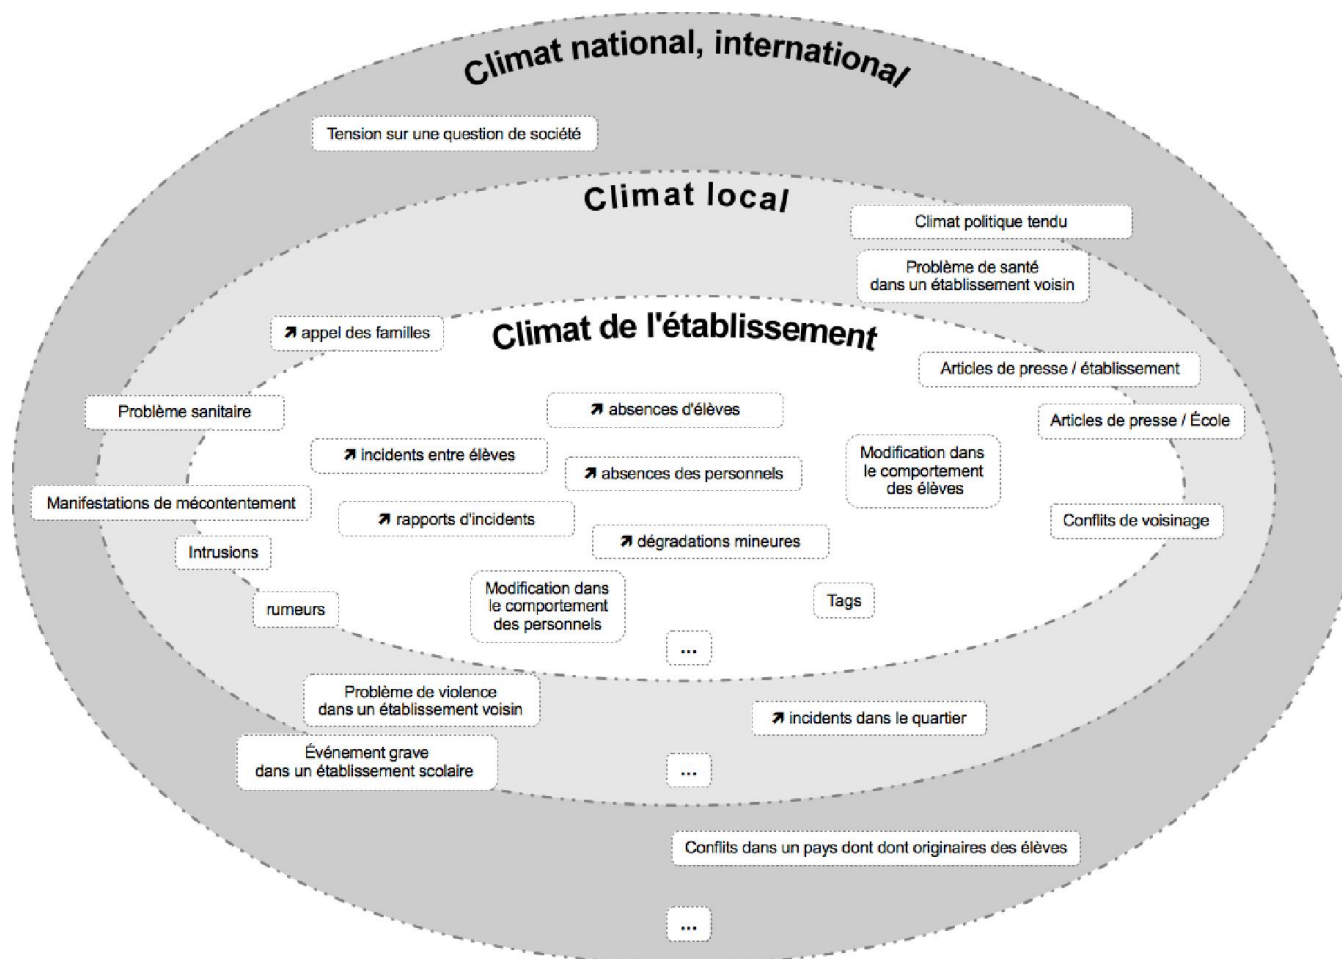 Climat national, international
Tension sur une question de société
Climat local
Climat politique tendu
Problème de santé
dans un établissement voisin
Climat de l'établissement
↗ appel des familles
Articles de presse / établissement
Problème sanitaire
↗ absences d'élèves
Articles de presse / École
↗ incidents entre élèves
↗ absences des personnels
Modification dans
le comportement
des élèves
Manifestations de mécontentement
↗ rapports d'incidents
Conflits de voisinage
Intrusions
↗ dégradations mineures
rumeurs
Modification dans
le comportement
des personnels
Tags
...
Problème de violence
dans un établissement voisin
↗ incidents dans le quartier
Événement grave
dans un établissement scolaire
...
Conflits dans un pays dont dont originaires des élèves
...